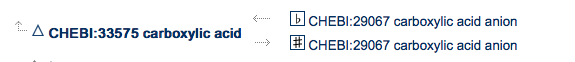 ♭ CHEBI:29067 carboxylic acid anion
△ CHEBI:33575 carboxylic acid
♯ CHEBI:29067 carboxylic acid anion